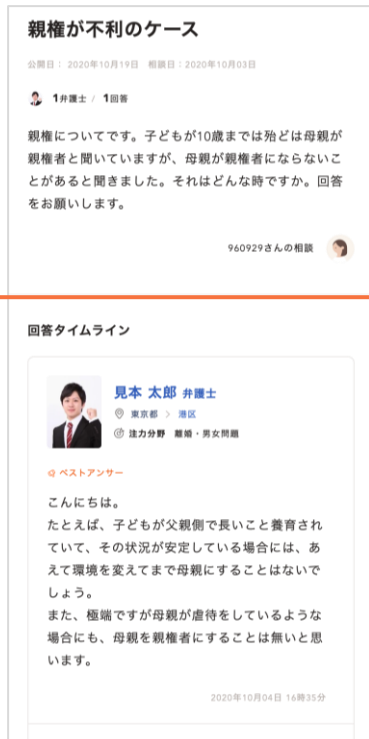 親権が不利のケース
公開日： 2020年10月19日 相談日：2020年10月03日
1弁護士 / 1回答
親権についてです。子どもが10歳までは殆どは母親が
親権者と聞いていますが、母親が親権者にならないこ
とがあると聞きました。それはどんな時ですか。回答
をお願いします。
960929さんの相談
回答タイムライン
見本 太郎 弁護士
東京都 > 港区
注力分野 離婚・男女問題
ベストアンサー
こんにちは。
たとえば、子どもが父親側で長いこと養育され
ていて、その状況が安定している場合には、あ
えて環境を変えてまで母親にすることはないで
しょう。
また、極端ですが母親が虐待をしているような
場合にも、母親を親権者にすることは無いと思
います。
2020年10月04日 16時35分